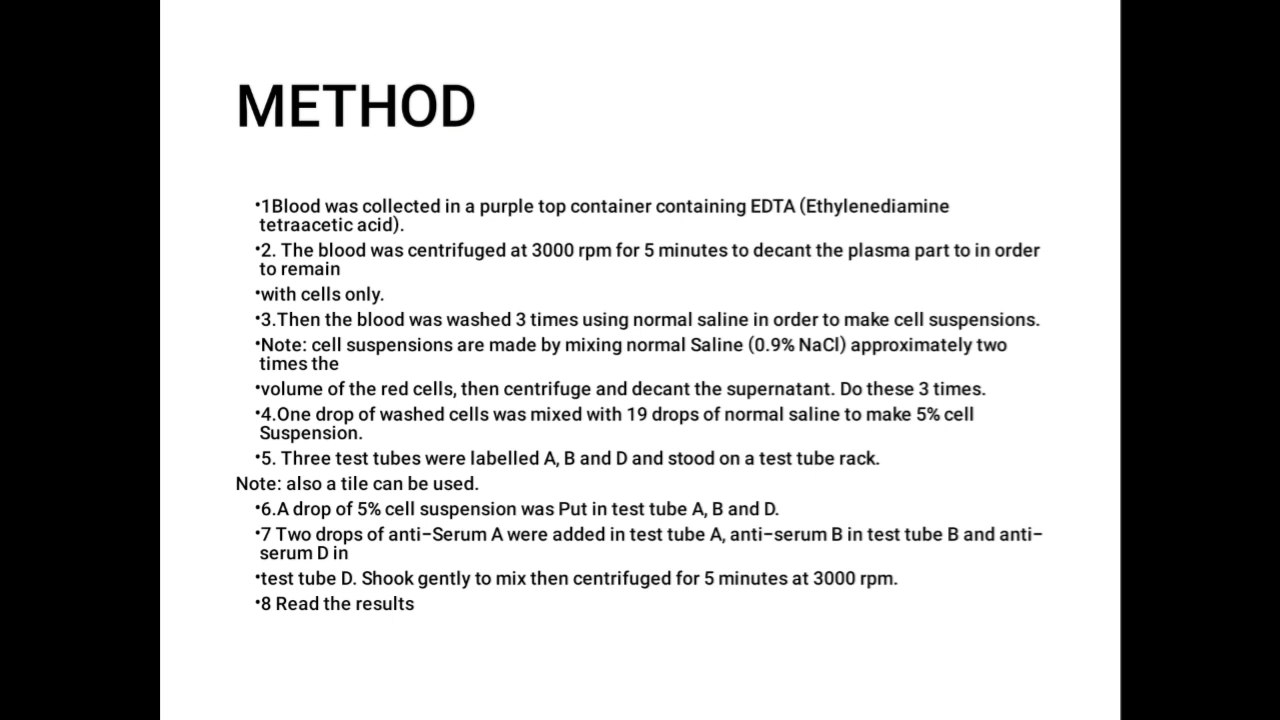 METHOD
•1Blood was collected in a purple top container containing EDTA (Ethylenediamine
tetraacetic acid).
•2. The blood was centrifuged at 3000 rpm for 5 minutes to decant the plasma part to in order
to remain
•with cells only.
•3.Then the blood was washed 3 times using normal saline in order to make cell suspensions.
•Note: cell suspensions are made by mixing normal Saline (0.9% NaCl) approximately two
times the
•volume of the red cells, then centrifuge and decant the supernatant. Do these 3 times.
•4.One drop of washed cells was mixed with 19 drops of normal saline to make 5% cell
Suspension.
•5. Three test tubes were labelled A, B and D and stood on a test tube rack.
Note: also a tile can be used.
•6.A drop of 5% cell suspension was Put in test tube A, B and D.
•7 Two drops of anti–Serum A were added in test tube A, anti–serum B in test tube B and anti–
serum D in
•test tube D. Shook gently to mix then centrifuged for 5 minutes at 3000 rpm.
•8 Read the results